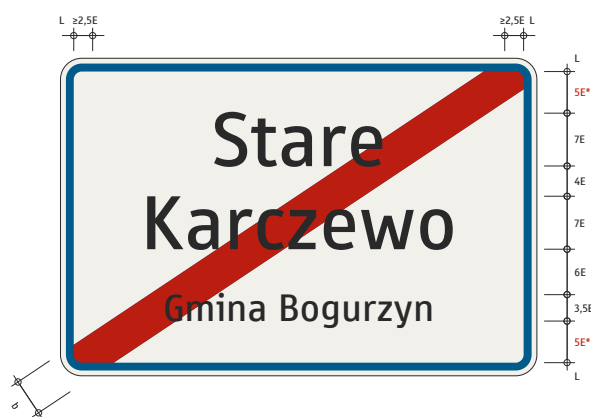 L ≥2,5E
≥2,5E L
L
5E*
7E
4E
7E
6E
3,5E
5E*
L
b
Stare
Karczewo
Gmina Bogurzyn